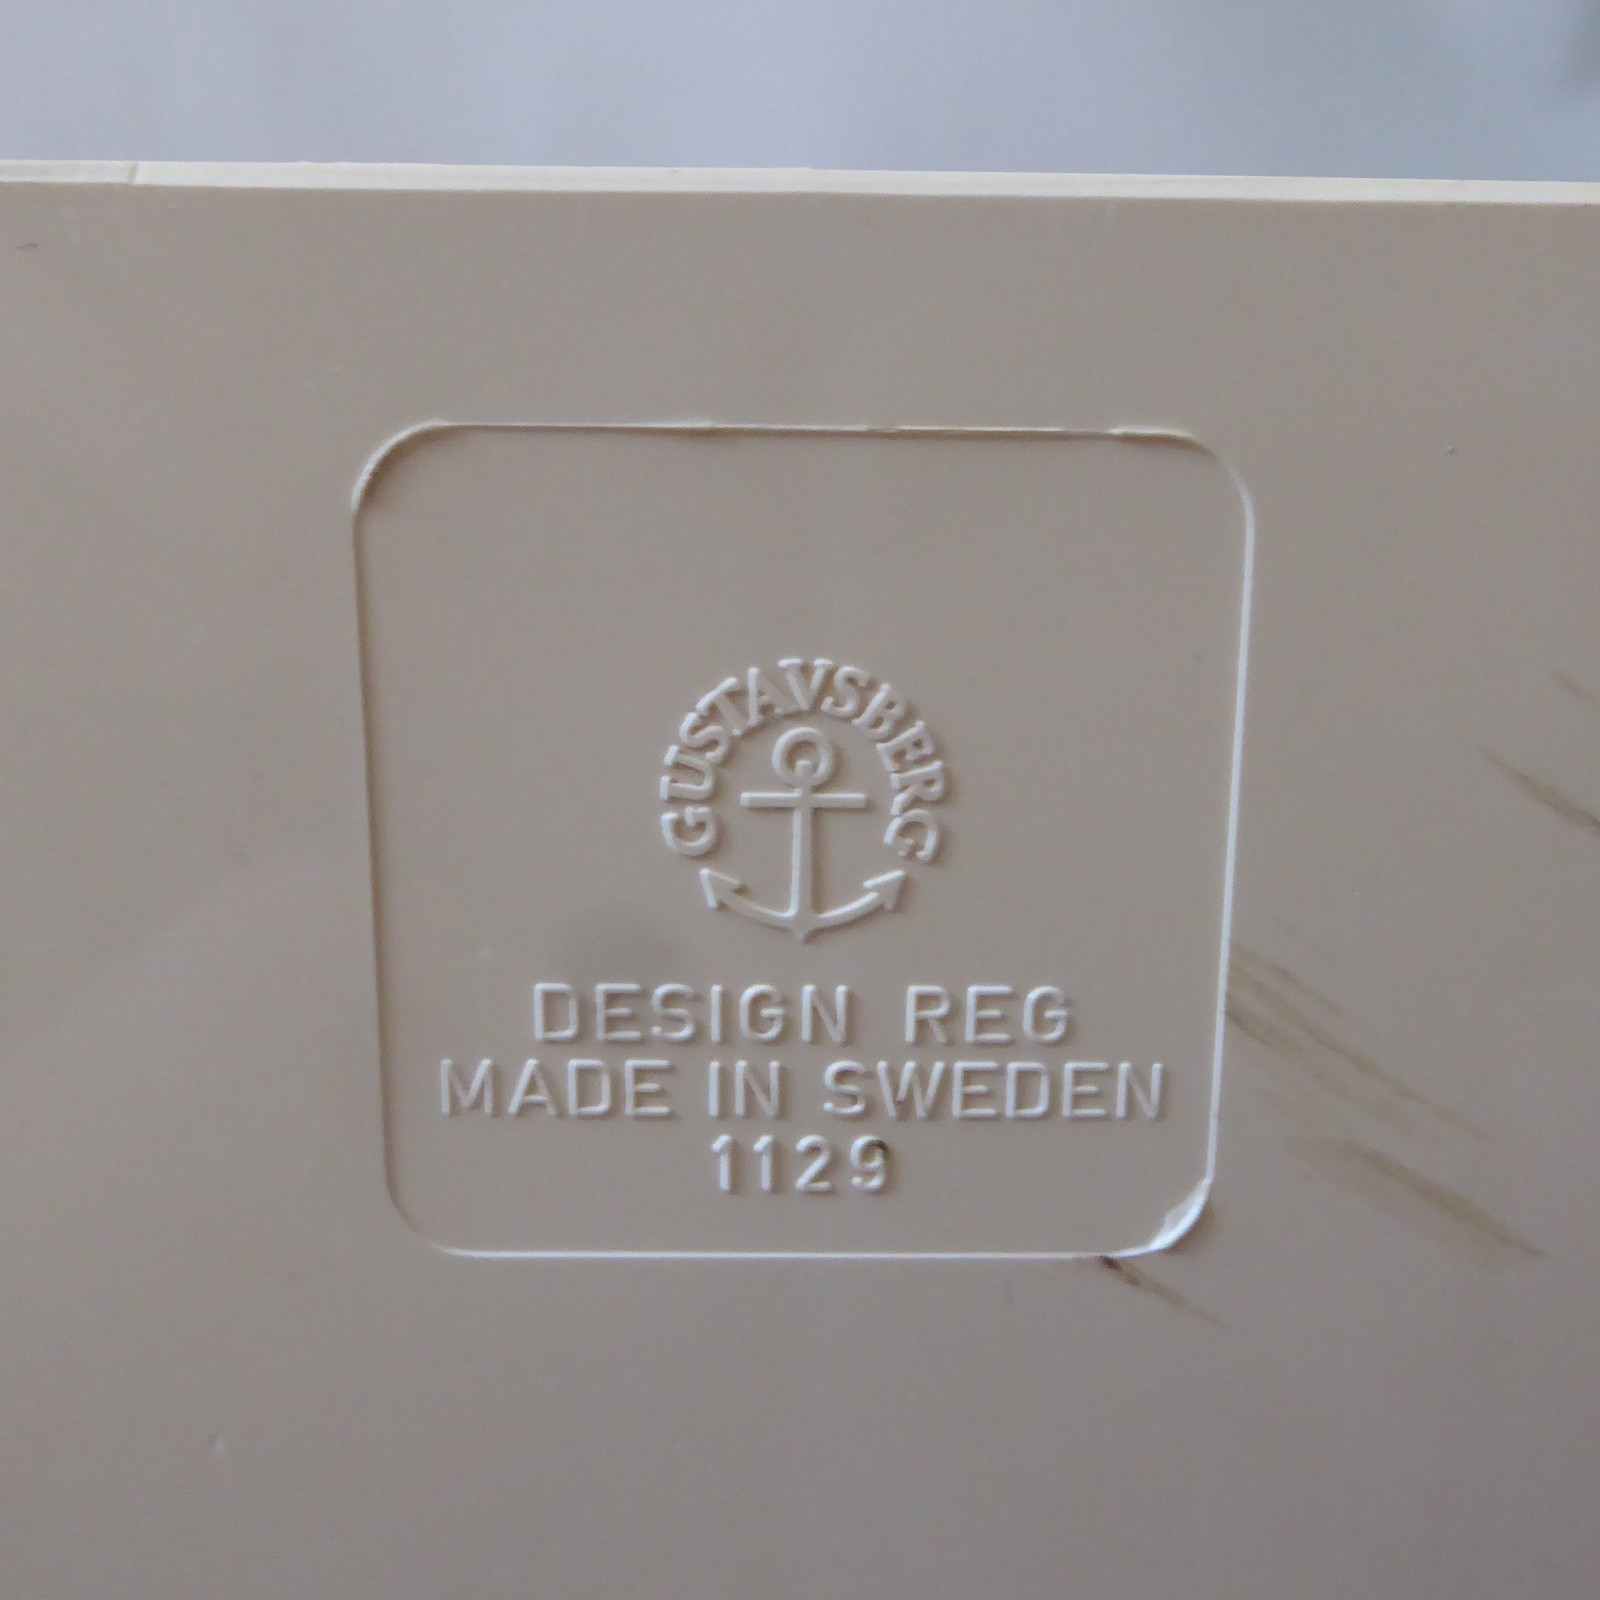 GUSTAVSBERG
DESIGN REG
MADE IN SWEDEN
1129